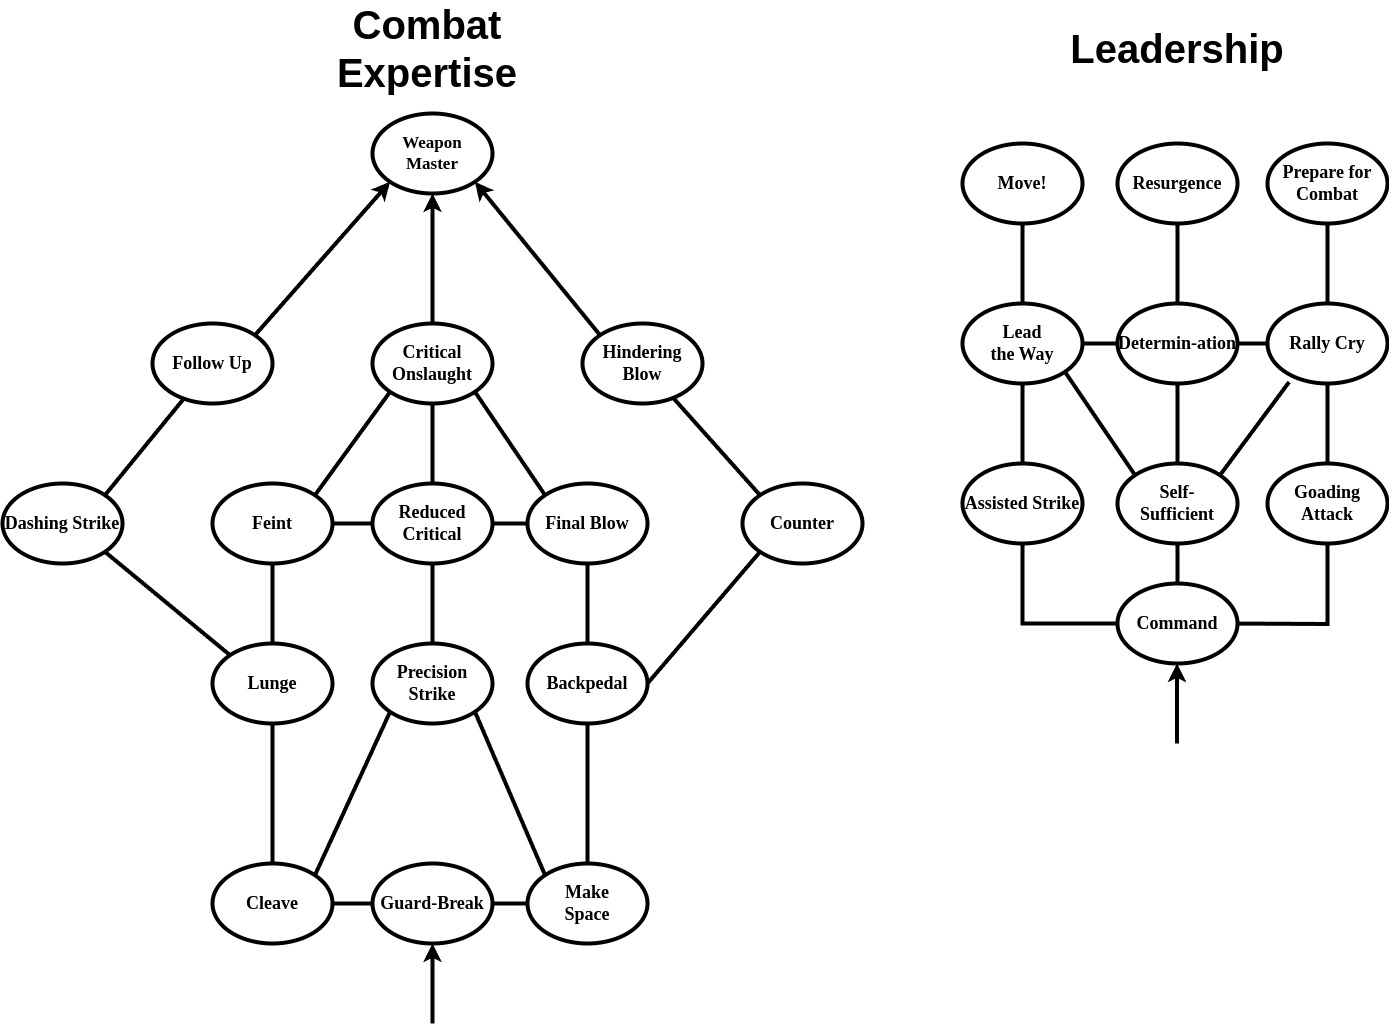 Combat
Expertise
Leadership
Weapon
Master
Move!
Resurgence
Prepare for
Combat
Follow Up
Critical
Onslaught
Hindering
Blow
Lead
the Way
Determin-ation
Rally Cry
Dashing Strike
Feint
Reduced
Critical
Final Blow
Counter
Assisted Strike
Self-
Sufficient
Goading
Attack
Command
Lunge
Precision
Strike
Backpedal
Cleave
Guard-Break
Make
Space